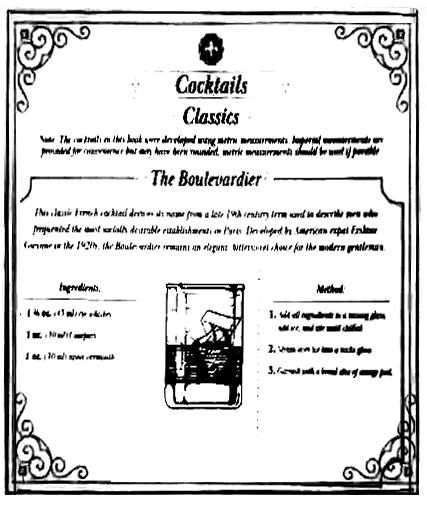 Cocktails
Classics
Note: The cocktails in this book were developed using metric measurements. Imperial measurements are
provided for convenience but may have been rounded, metric measurements should be used if possible
The Boulevardier
This classic French cocktail derives its name from a late 19th century term used to describe men who
frequented the most socially desirable establishments in Paris. Developed by American expat Erskine
in the 1920s, the Boulevardier remains an elegant, bittersweet choice for the modern gentleman.
Ingredients:
1 ½ oz. (45 ml) rye whiskey
1 oz. (30 ml) Campari
1 oz. (30 ml) sweet vermouth
Method:
1. Add all ingredients to a mixing glass,
add ice, and stir until chilled
2. Strain over ice into a rocks glass
3. Garnish with a broad slice of orange peel.